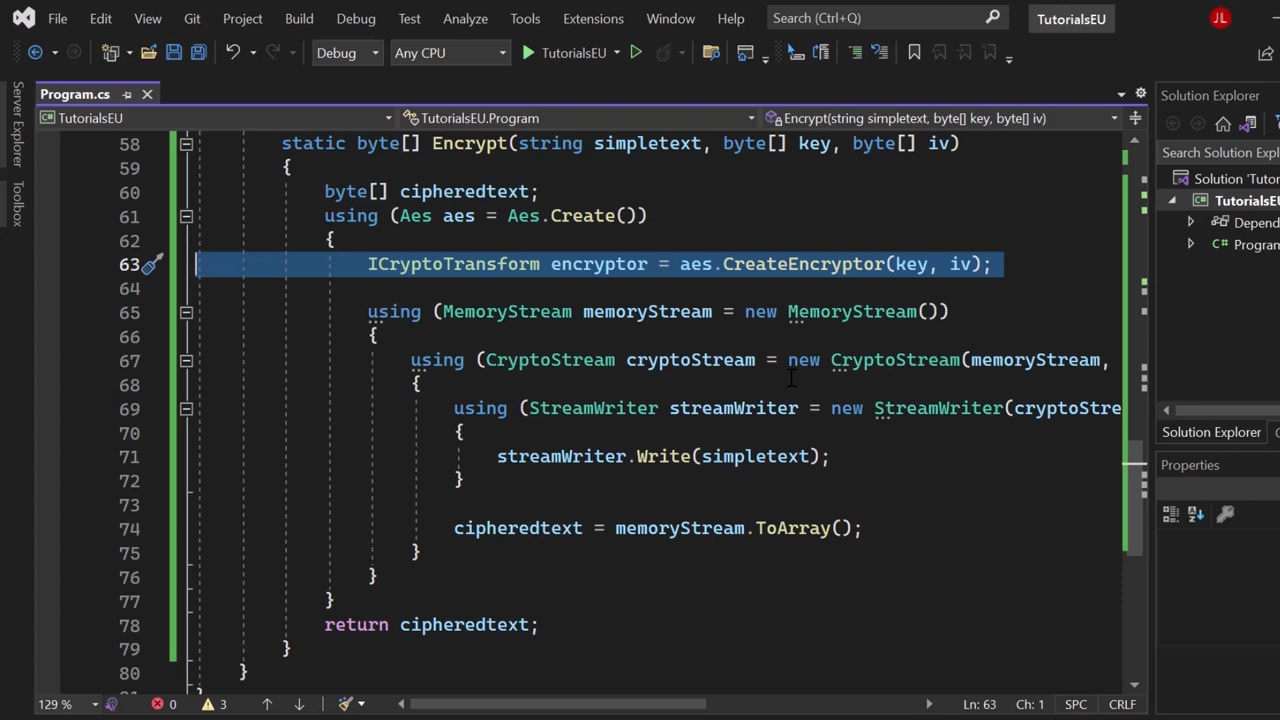 File Edit View Git Project Build Debug Test Analyze Tools Extensions Window Help Search (Ctrl+Q) TutorialsEU JL
Debug Any CPU TutorialsEU
Program.cs
TutorialsEU TutorialsEU.Program Encrypt(string simpletext, byte[] key, byte[] iv)
Server Explorer
Toolbox
58 static byte[] Encrypt(string simpletext, byte[] key, byte[] iv)
59 {
60 byte[] cipheredtext;
61 using (Aes aes = Aes.Create())
62 {
63 ICryptoTransform encryptor = aes.CreateEncryptor(key, iv);
64
65 using (MemoryStream memoryStream = new MemoryStream())
66 {
67 using (CryptoStream cryptoStream = new CryptoStream(memoryStream,
68 {
69 using (StreamWriter streamWriter = new StreamWriter(cryptoStre
70 {
71 streamWriter.Write(simpletext);
72 }
73
74 cipheredtext = memoryStream.ToArray();
75 }
76 }
77 }
78 return cipheredtext;
79 }
80 }
}
Solution Explorer
Search Solution Explo
Solution 'Tutor
TutorialsEU
Depend
Program
Solution Explorer
Properties
129 % 0 3 Ln: 63 Ch: 1 SPC CRLF